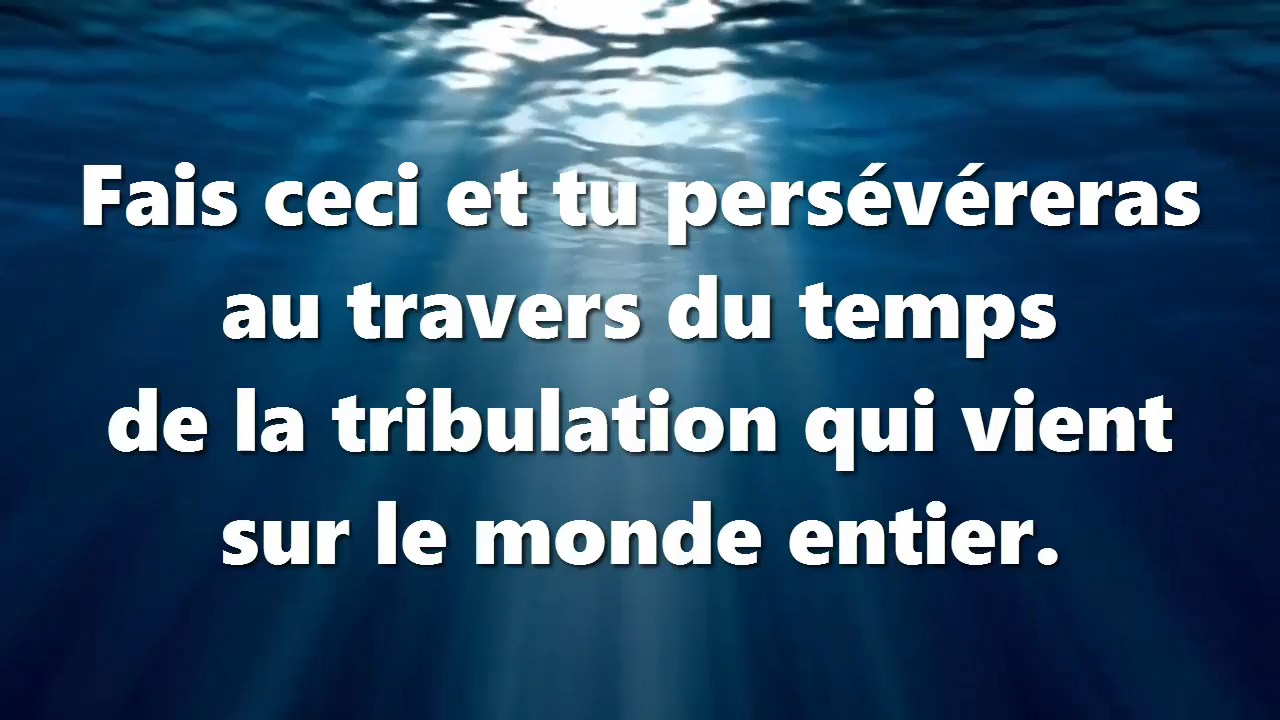 Fais ceci et tu persévéreras
au travers du temps
de la tribulation qui vient
sur le monde entier.